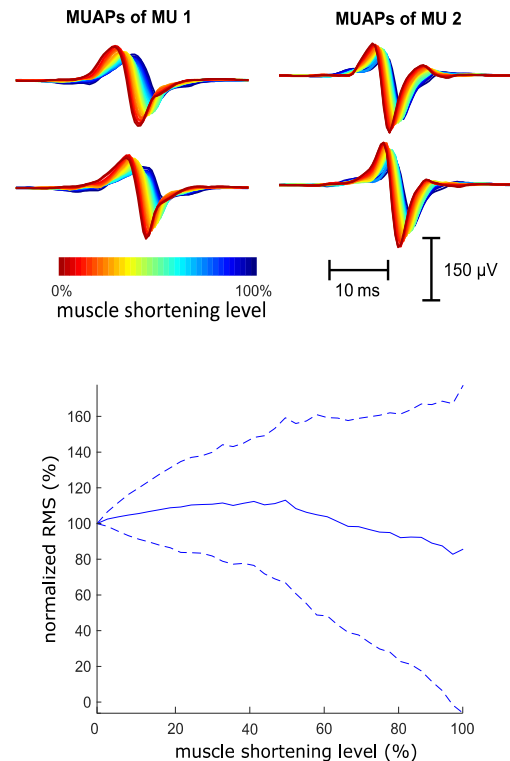 MUAPs of MU 1
MUAPs of MU 2
0%
100%
muscle shortening level
10 ms
150 µV
160
140
120
100
80
60
40
20
0
normalized RMS (%)
0
20
40
60
80
100
muscle shortening level (%)